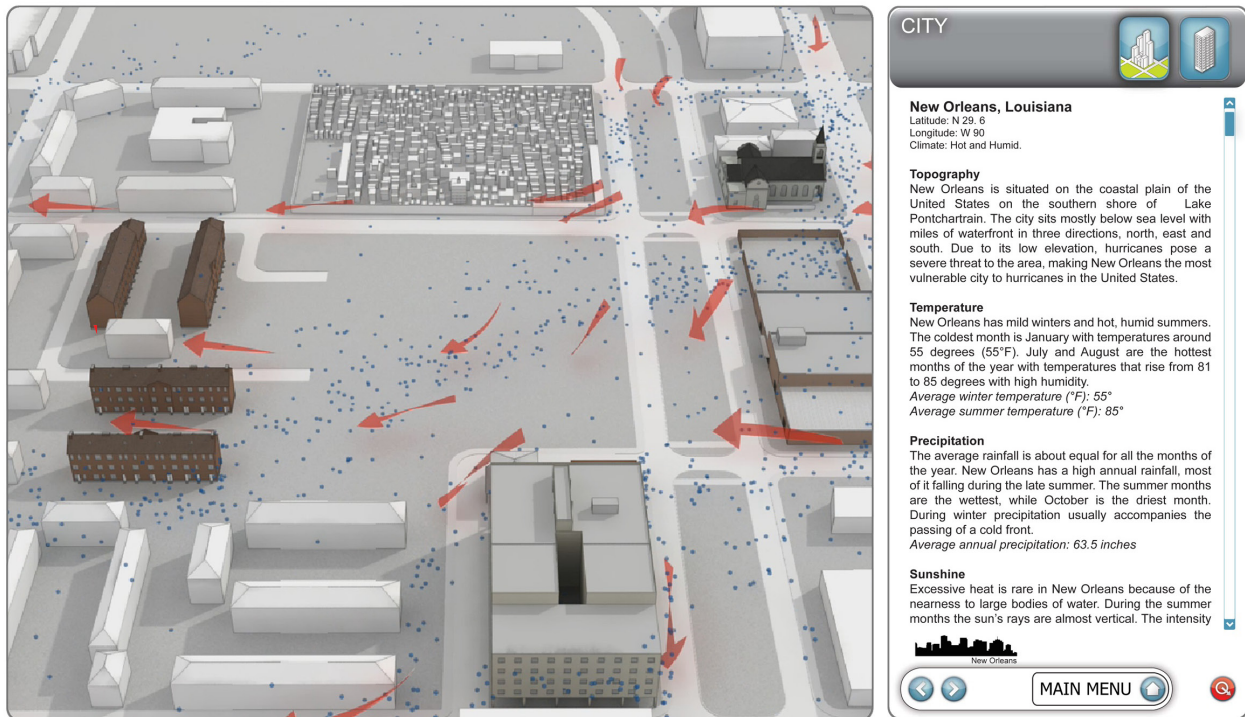 CITY
New Orleans, Louisiana
Latitude: N 29. 6
Longitude: W 90
Climate: Hot and Humid.
Topography
New Orleans is situated on the coastal plain of the
United States on the southern shore of Lake
Pontchartrain. The city sits mostly below sea level with
miles of waterfront in three directions, north, east and
south. Due to its low elevation, hurricanes pose a
severe threat to the area, making New Orleans the most
vulnerable city to hurricanes in the United States.
Temperature
New Orleans has mild winters and hot, humid summers.
The coldest month is January with temperatures around
55 degrees (55°F). July and August are the hottest
months of the year with temperatures that rise from 81
to 85 degrees with high humidity.
Average winter temperature (°F): 55°
Average summer temperature (°F): 85°
Precipitation
The average rainfall is about equal for all the months of
the year. New Orleans has a high annual rainfall, most
of it falling during the late summer. The summer months
are the wettest, while October is the driest month.
During winter precipitation usually accompanies the
passing of a cold front.
Average annual precipitation: 63.5 inches
Sunshine
Excessive heat is rare in New Orleans because of the
nearness to large bodies of water. During the summer
months the sun's rays are almost vertical. The intensity
New Orleans
MAIN MENU